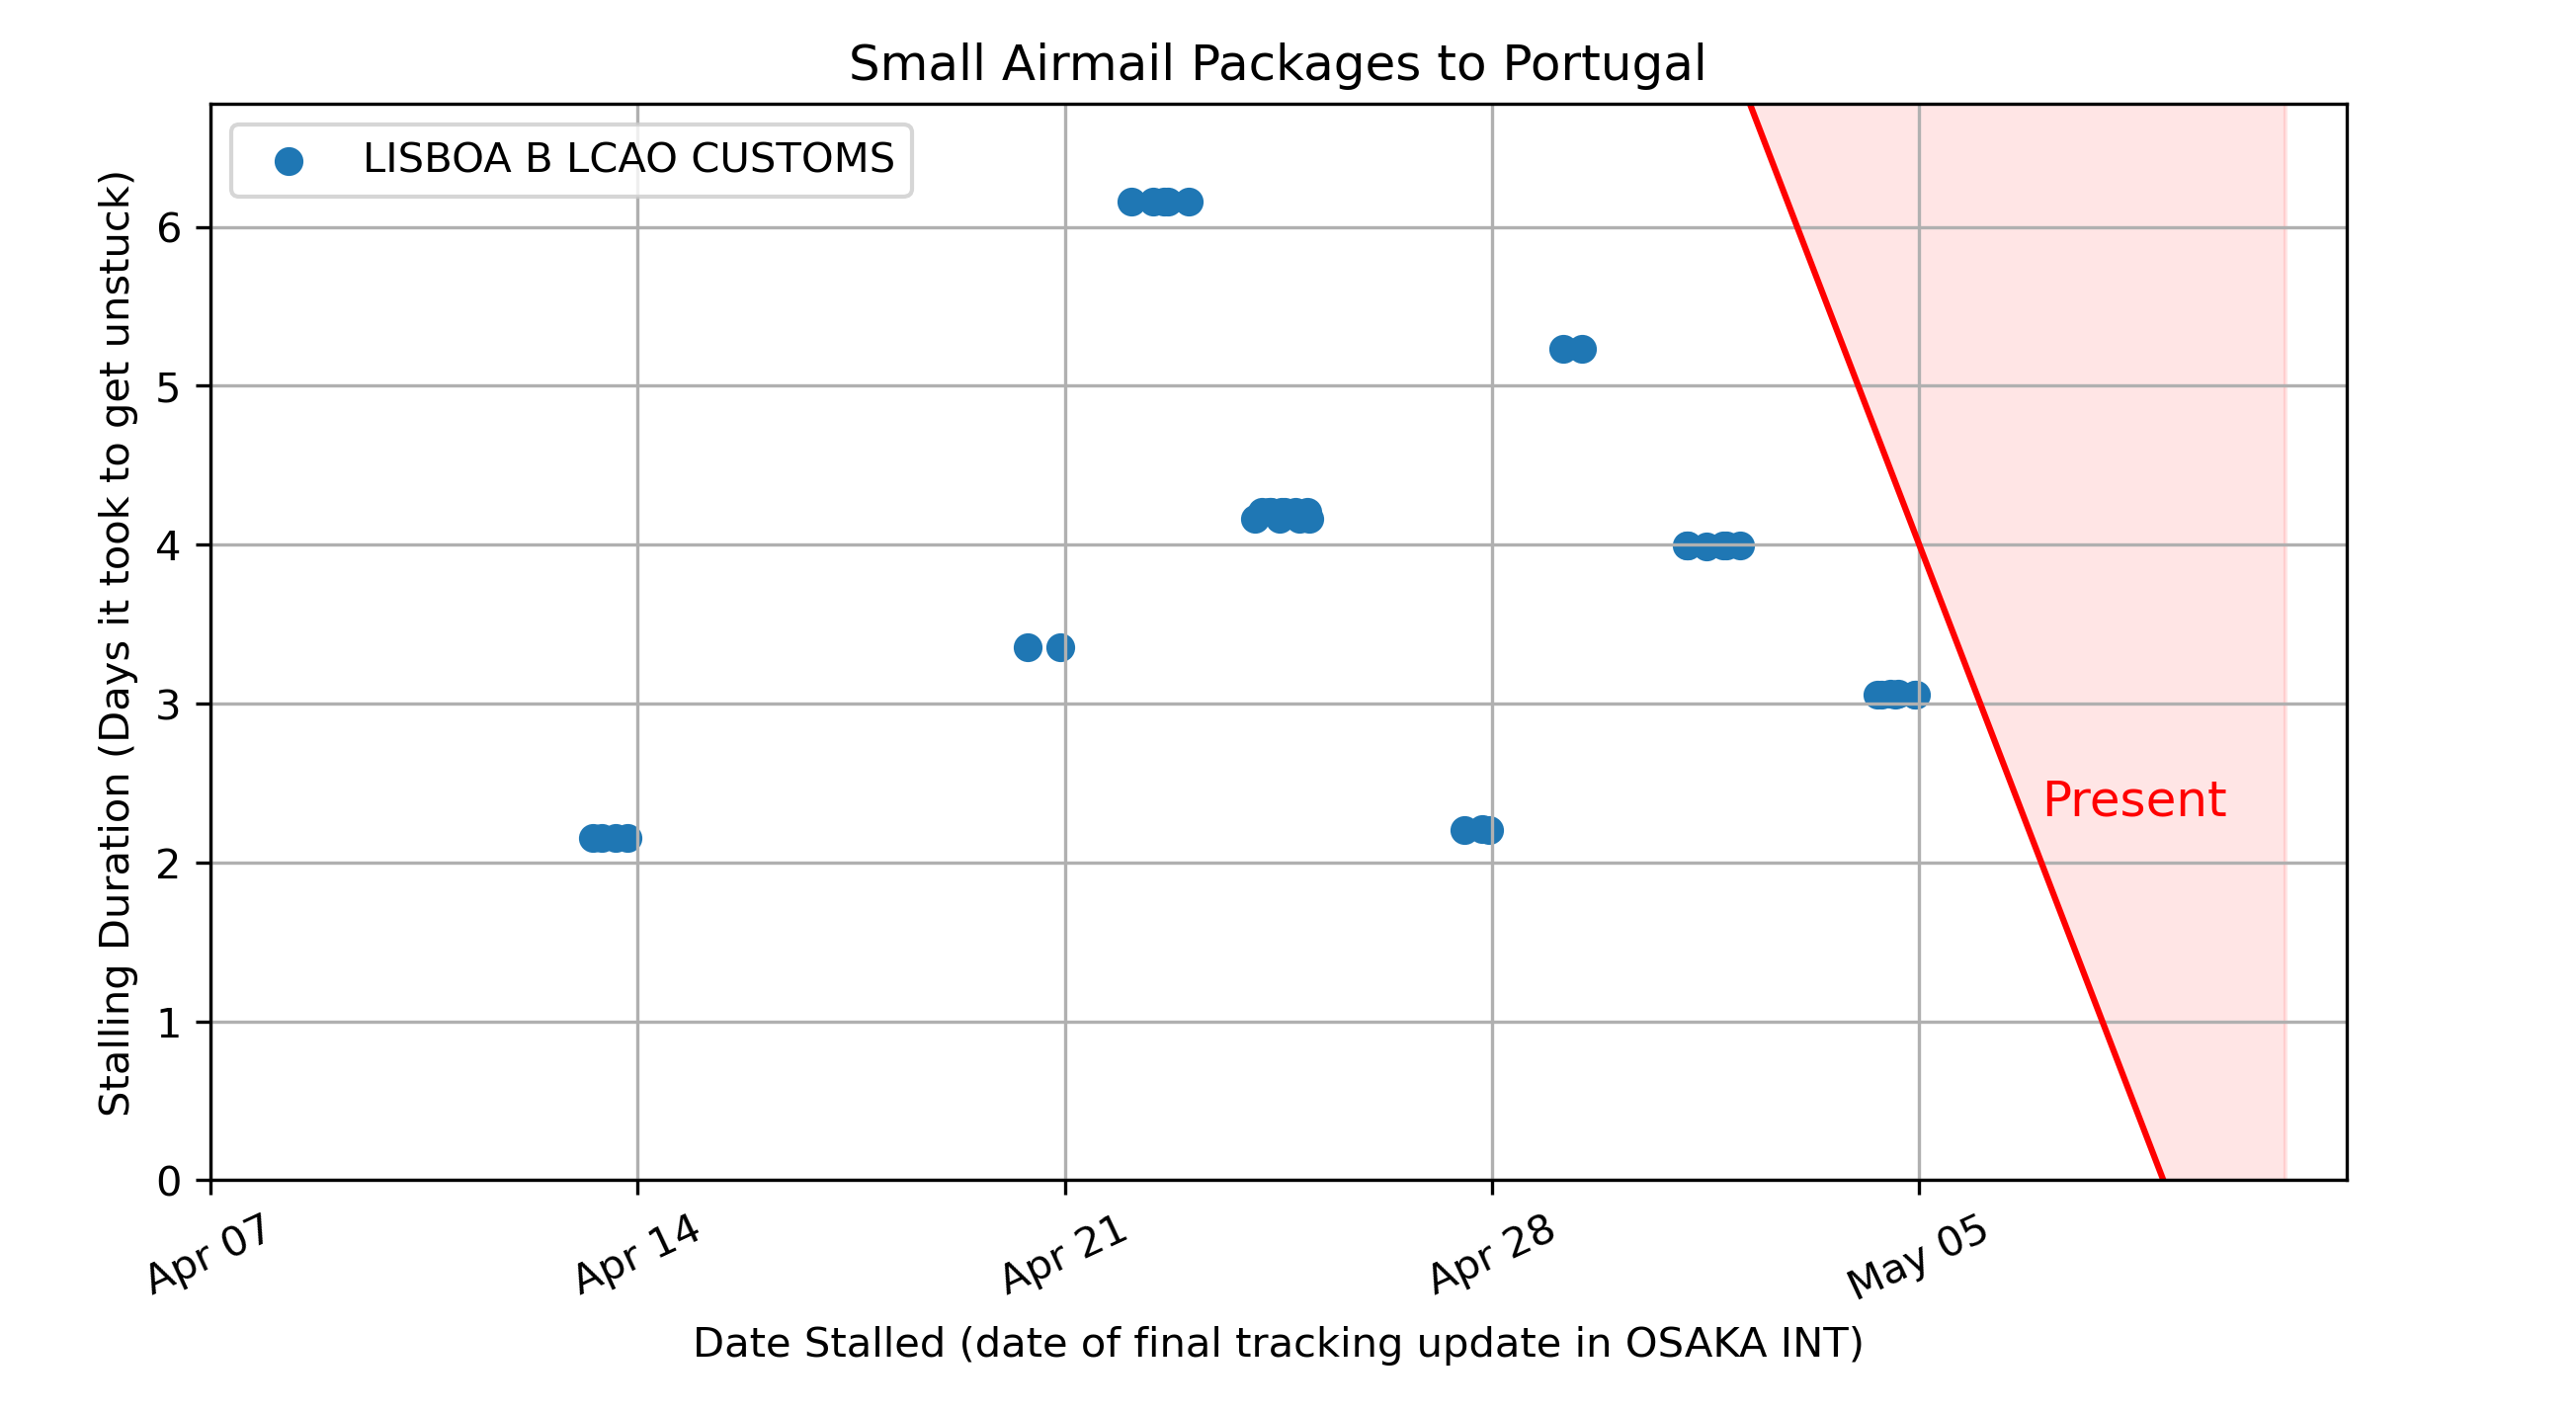 Small Airmail Packages to Portugal
LISBOA B LCAO CUSTOMS
Stalling Duration (Days it took to get unstuck)
6
5
4
3
2
1
0
Present
Apr 07
Apr 14
Apr 21
Apr 28
May 05
Date Stalled (date of final tracking update in OSAKA INT)